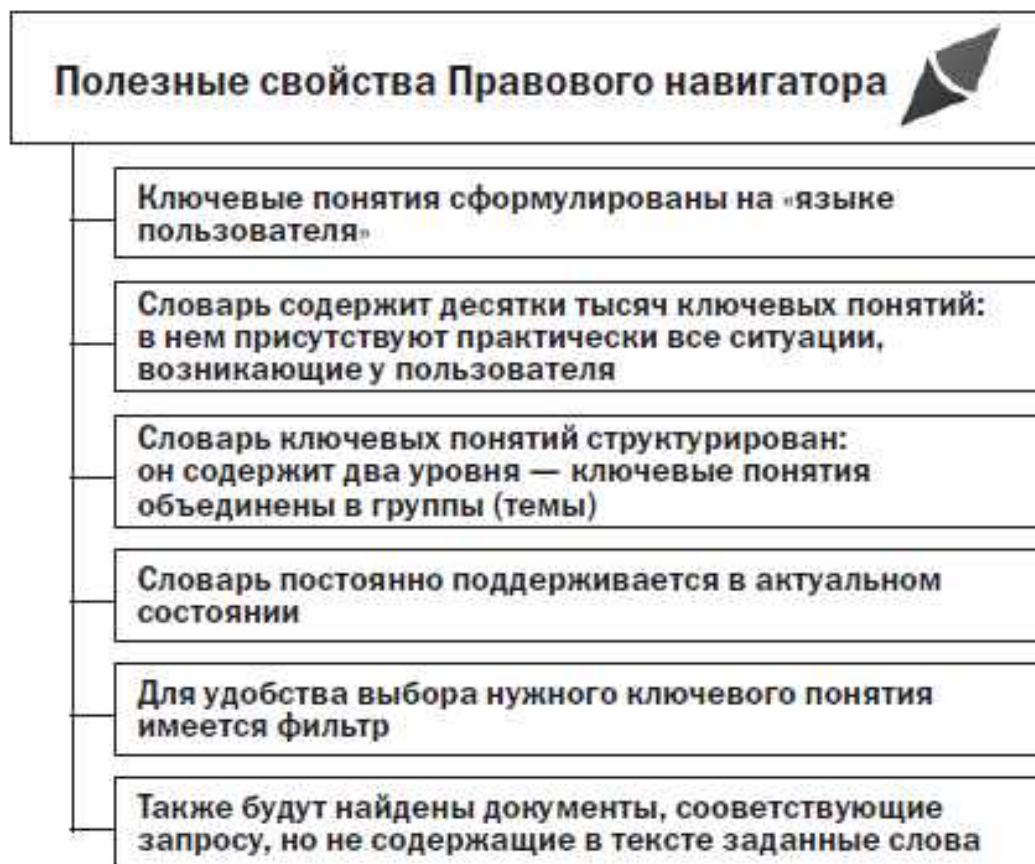 Полезные свойства Правового навигатора
Ключевые понятия сформулированы на «языке
пользователя»
Словарь содержит десятки тысяч ключевых понятий:
в нем присутствуют практически все ситуации,
возникающие у пользователя
Словарь ключевых понятий структурирован:
он содержит два уровня — ключевые понятия
объединены в группы (темы)
Словарь постоянно поддерживается в актуальном
состоянии
Для удобства выбора нужного ключевого понятия
имеется фильтр
Также будут найдены документы, сооветствующие
запросу, но не содержащие в тексте заданные слова